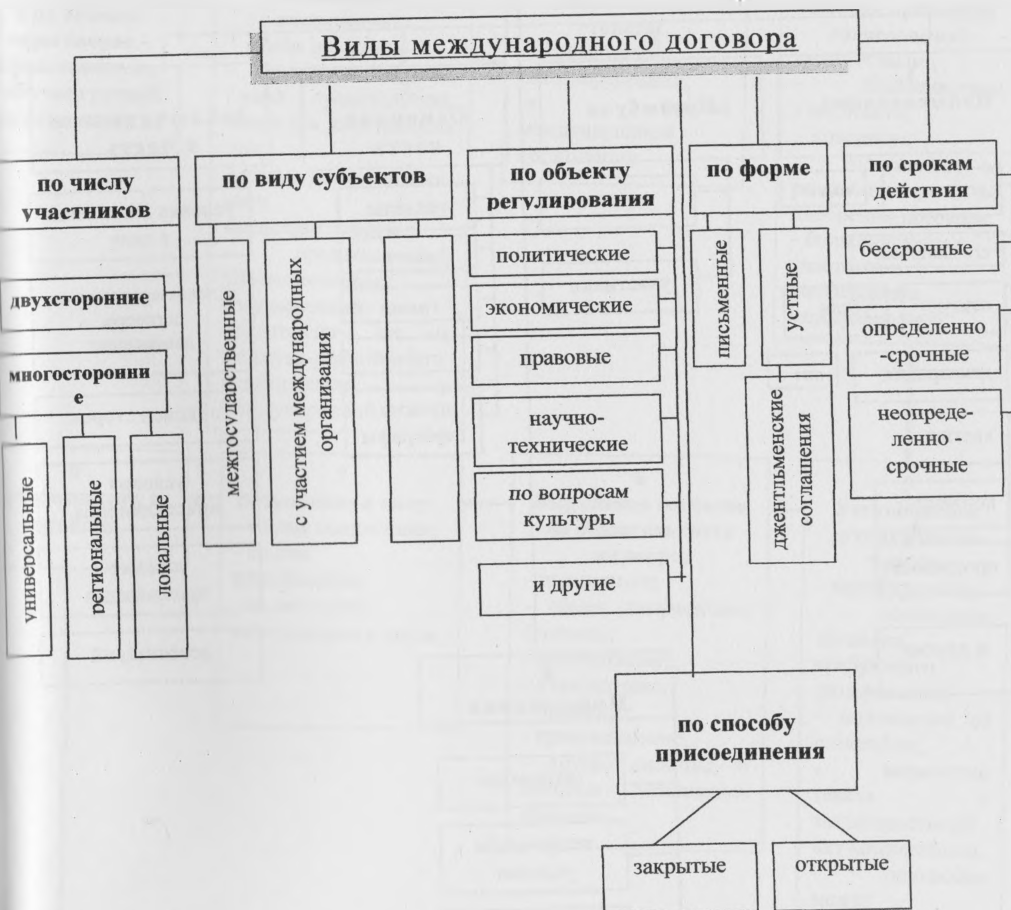 Виды международного договора
по числу
участников
по виду субъектов
по объекту
регулирования
по форме
по срокам
действия
двухсторонние
многосторонни
е
универсальные
региональные
локальные
межгосударственные
с участием международных
организация
политические
экономические
правовые
научно-
технические
по вопросам
культуры
и другие
письменные
устные
джентльменские
соглашения
бессрочные
определенно
-срочные
неопреде-
ленно -
срочные
по способу
присоединения
закрытые
открытые